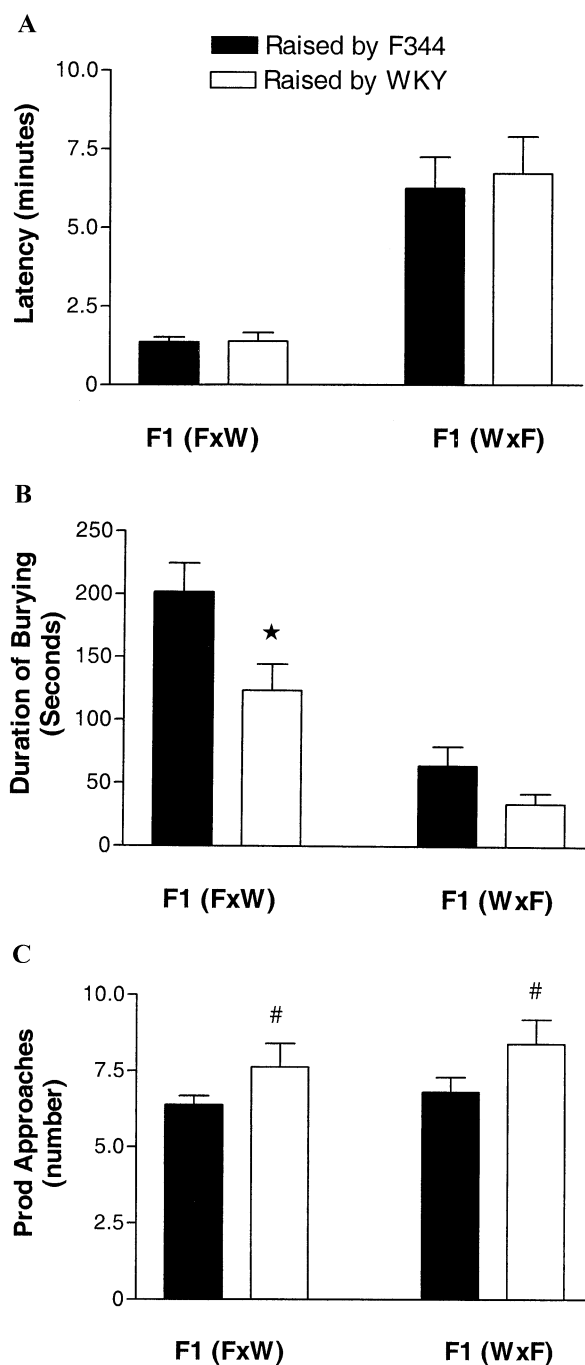 A
Raised by F344
Raised by WKY
Latency (minutes)
10.0
7.5
5.0
2.5
0
F1 (FxW)
F1 (WxF)
B
Duration of Burying
(Seconds)
250
200
150
100
50
0
★
F1 (FxW)
F1 (WxF)
C
Prod Approaches
(number)
10.0
7.5
5.0
2.5
0
#
#
F1 (FxW)
F1 (WxF)